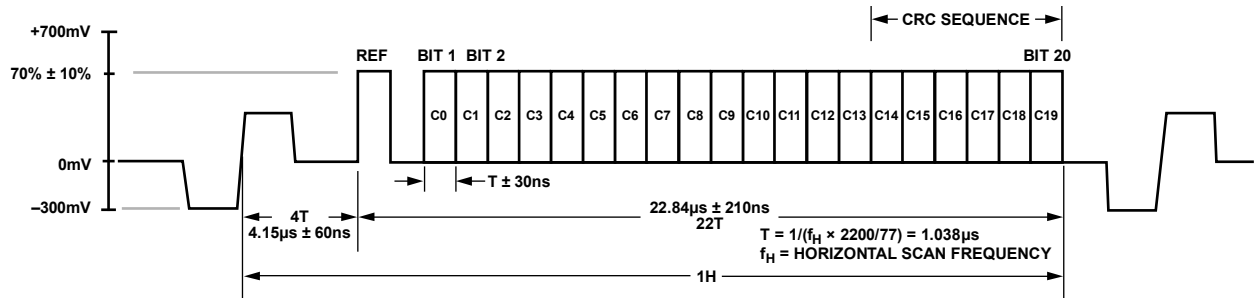 CRC SEQUENCE
+700mV
REF
BIT 1
BIT 2
BIT 20
70% ± 10%
C0
C1
C2
C3
C4
C5
C6
C7
C8
C9
C10
C11
C12
C13
C14
C15
C16
C17
C18
C19
0mV
T ± 30ns
–300mV
4T
4.15µs ± 60ns
22.84µs ± 210ns
22T
T = 1/(fH × 2200/77) = 1.038µs
fH = HORIZONTAL SCAN FREQUENCY
1H